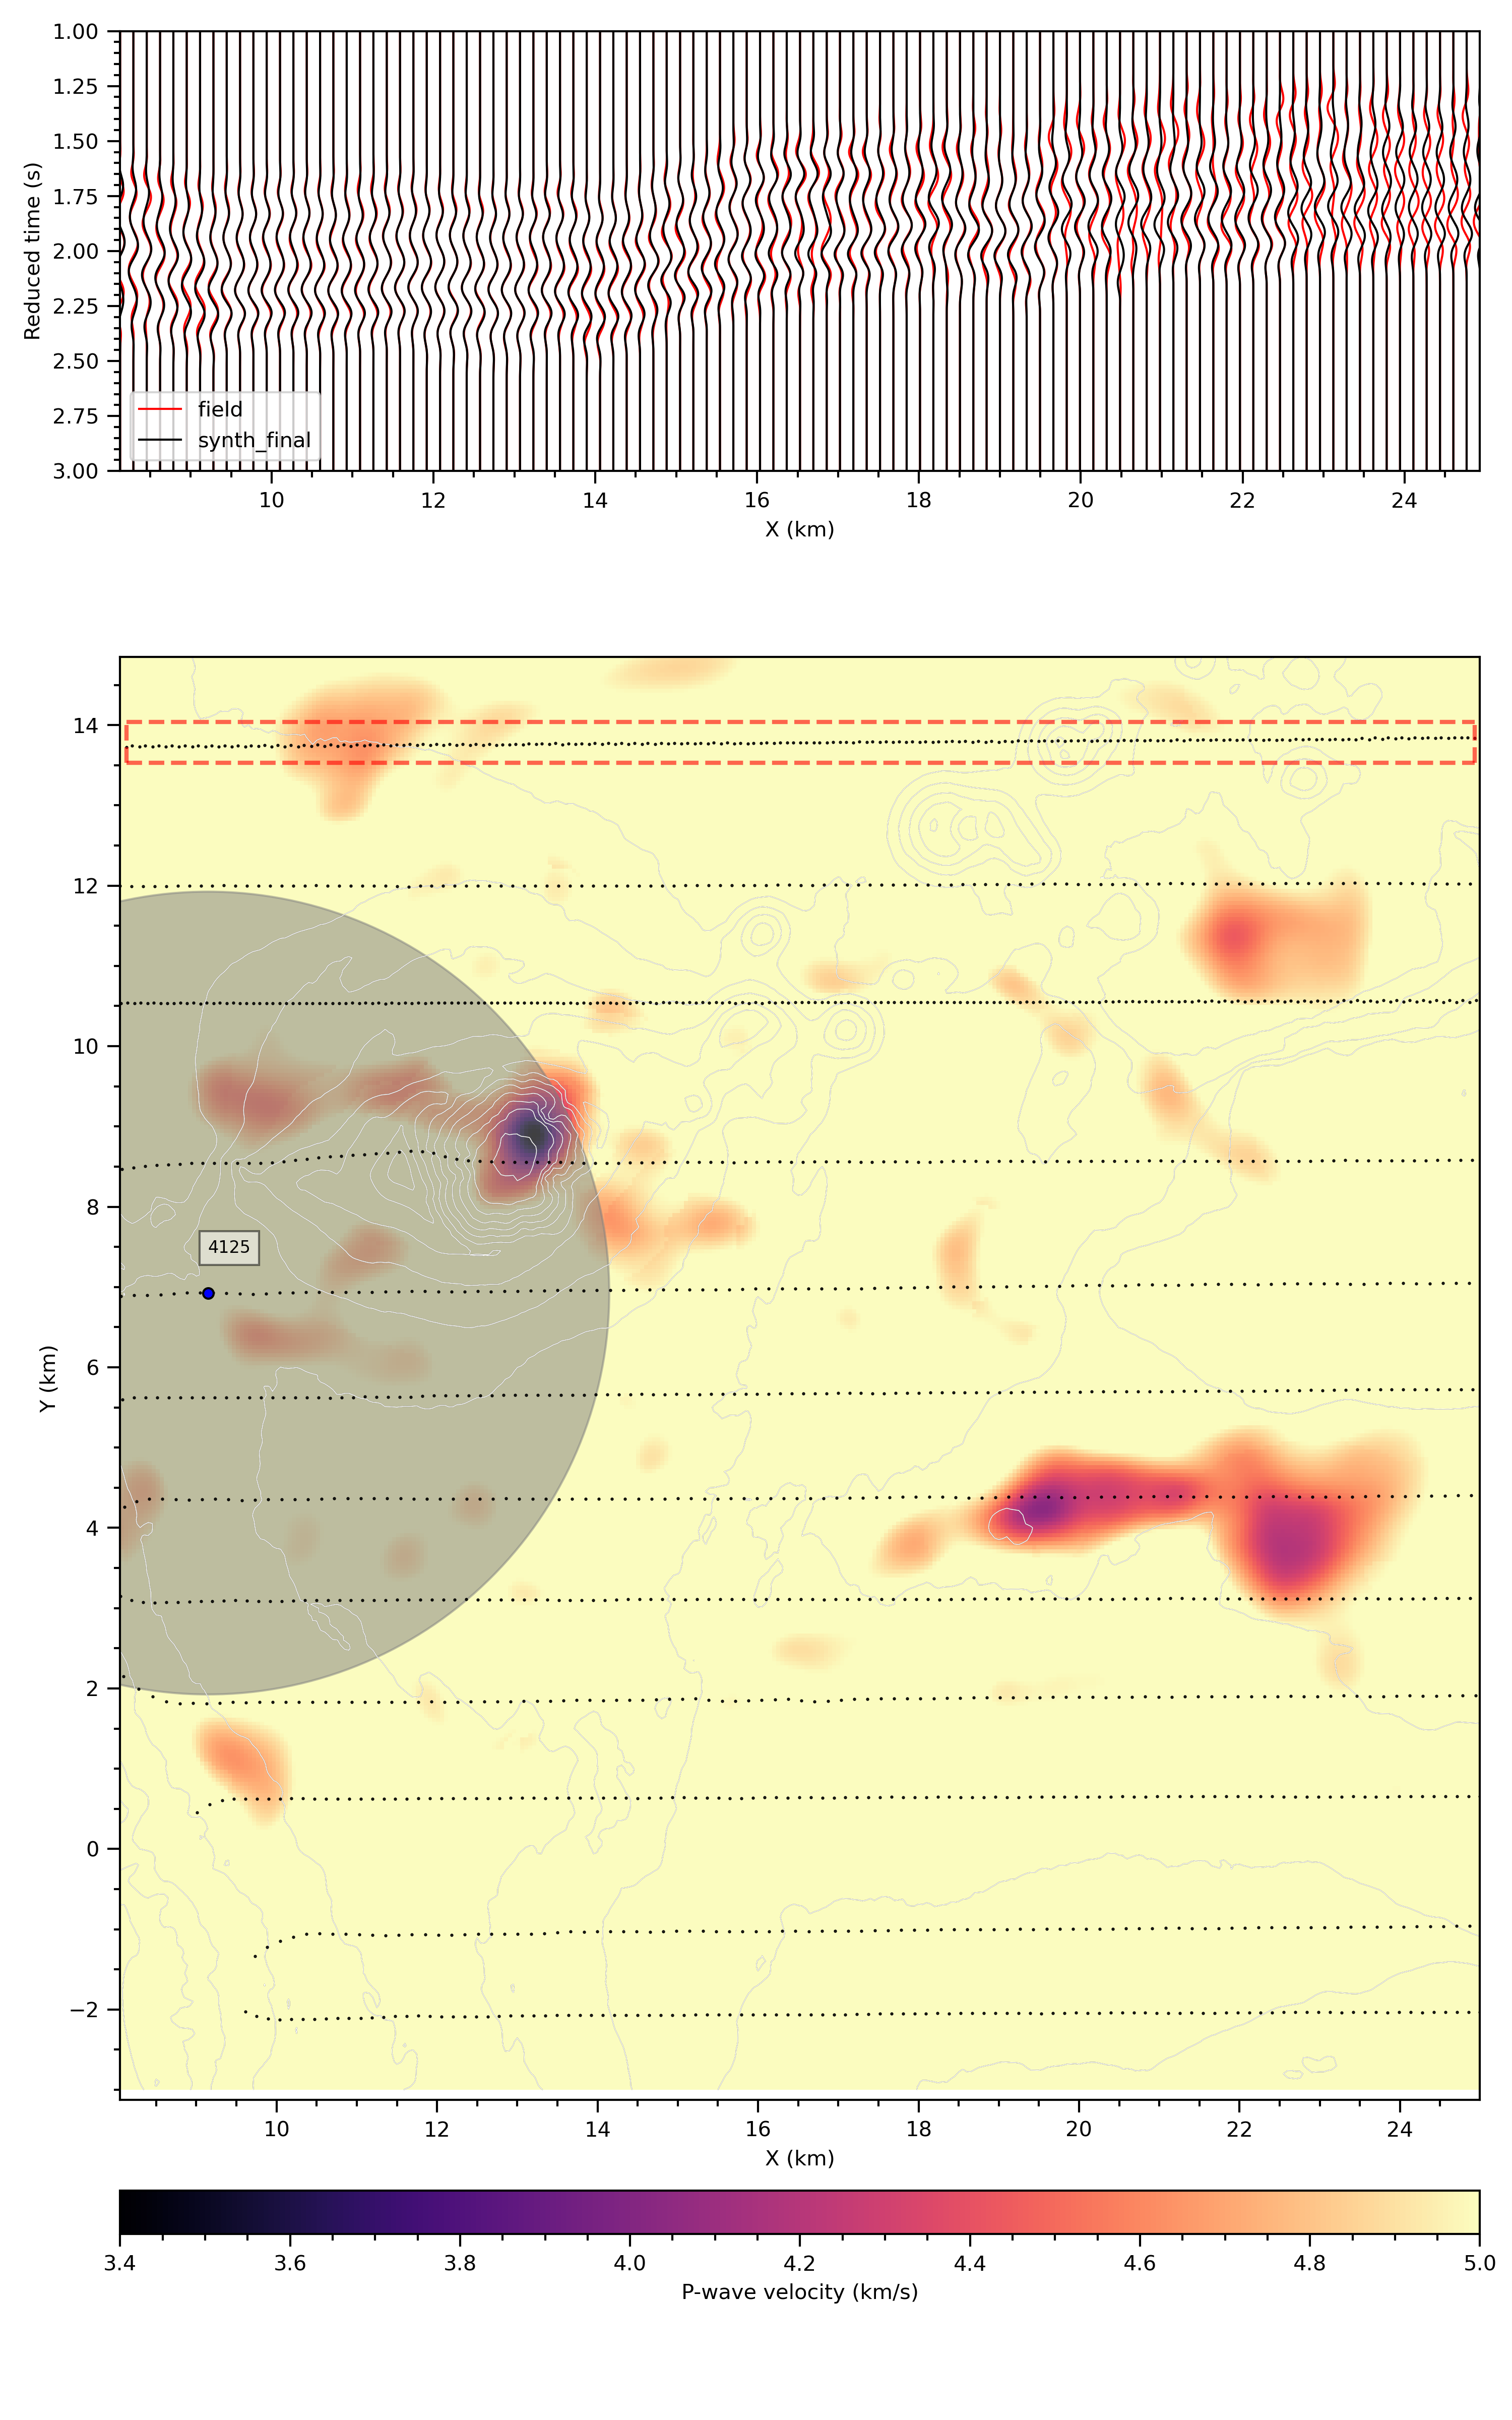 1.00
1.25
1.50
1.75
2.00
2.25
2.50
2.75
3.00
Reduced time (s)
field
synth_final
10 12 14 16 18 20 22 24
X (km)
14
12
10
8
6
4
2
0
−2
Y (km)
4125
10 12 14 16 18 20 22 24
X (km)
3.4 3.6 3.8 4.0 4.2 4.4 4.6 4.8 5.0
P-wave velocity (km/s)